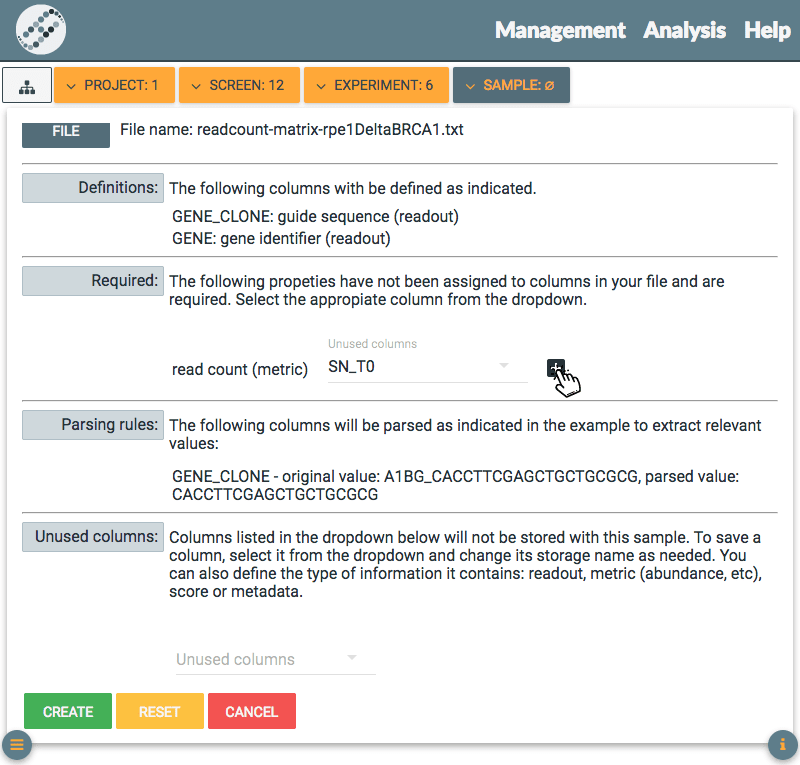 Management Analysis Help
PROJECT: 1 SCREEN: 12 EXPERIMENT: 6 SAMPLE: ∅
FILE File name: readcount-matrix-rpe1DeltaBRCA1.txt
Definitions: The following columns with be defined as indicated.
GENE_CLONE: guide sequence (readout)
GENE: gene identifier (readout)
Required: The following propeties have not been assigned to columns in your file and are
required. Select the appropiate column from the dropdown.
Unused columns
read count (metric) SN_T0
Parsing rules: The following columns will be parsed as indicated in the example to extract relevant
values:
GENE_CLONE - original value: A1BG_CACCTTCGAGCTGCTGCGCG, parsed value:
CACCTTCGAGCTGCTGCGCG
Unused columns: Columns listed in the dropdown below will not be stored with this sample. To save a
column, select it from the dropdown and change its storage name as needed. You
can also define the type of information it contains: readout, metric (abundance, etc),
score or metadata.
Unused columns
CREATE RESET CANCEL